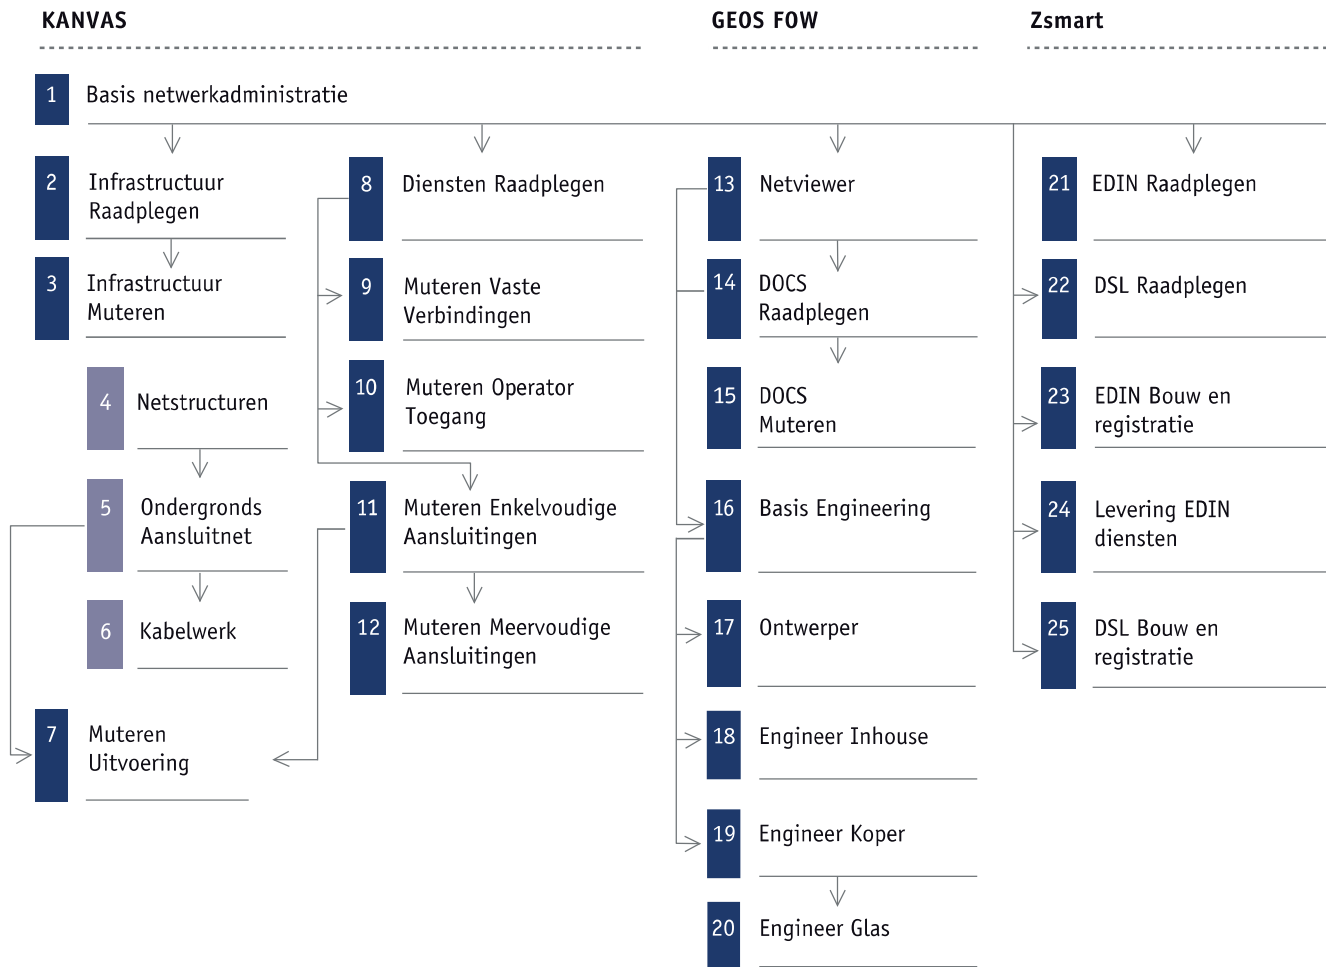 KANVAS
GEOS FOW
Zsmart
1 Basis netwerkadministratie
2 Infrastructuur
Raadplegen
3 Infrastructuur
Muteren
4 Netstructuren
5 Ondergronds
Aansluitnet
6 Kabelwerk
7 Muteren
Uitvoering
8 Diensten Raadplegen
9 Muteren Vaste
Verbindingen
10 Muteren Operator
Toegang
11 Muteren Enkelvoudige
Aansluitingen
12 Muteren Meervoudige
Aansluitingen
13 Netviewer
14 DOCS
Raadplegen
15 DOCS
Muteren
16 Basis Engineering
17 Ontwerper
18 Engineer Inhouse
19 Engineer Koper
20 Engineer Glas
21 EDIN Raadplegen
22 DSL Raadplegen
23 EDIN Bouw en
registratie
24 Levering EDIN
diensten
25 DSL Bouw en
registratie